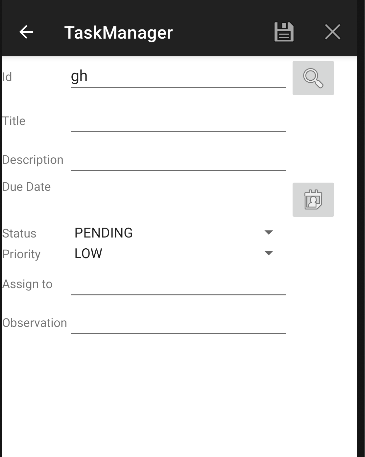 TaskManager
Id gh
Title
Description
Due Date
Status PENDING
Priority LOW
Assign to
Observation